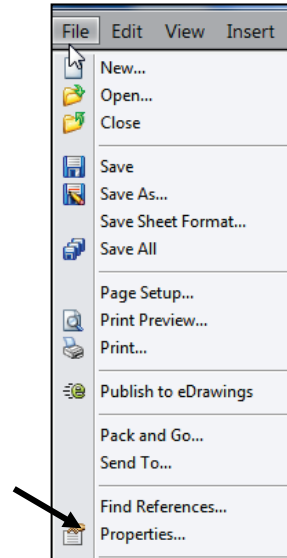 File Edit View Insert
New...
Open...
Close
Save
Save As...
Save Sheet Format...
Save All
Page Setup...
Print Preview...
Print...
Publish to eDrawings
Pack and Go...
Send To...
Find References...
Properties...